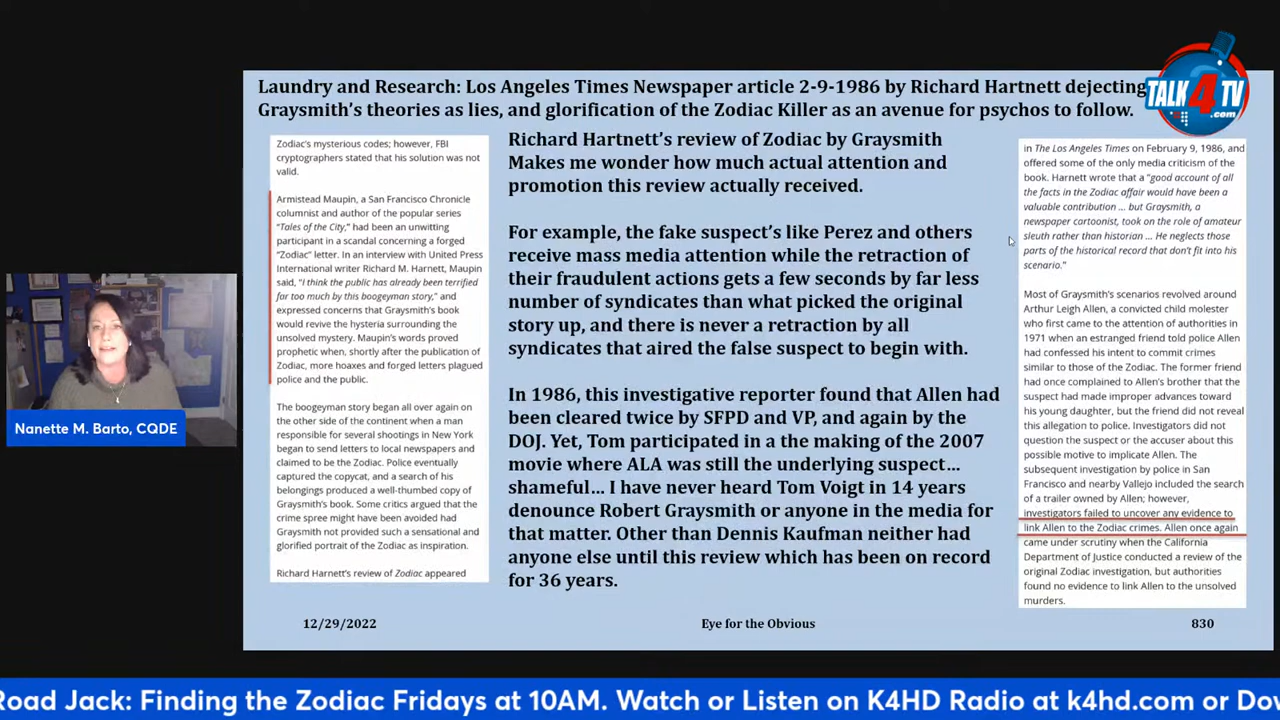 Laundry and Research: Los Angeles Times Newspaper article 2-9-1986 by Richard Hartnett dejecting
Graysmith's theories as lies, and glorification of the Zodiac Killer as an avenue for psychos to follow.
TALK 4 TV
.com
Zodiac's mysterious codes; however, FBI
cryptographers stated that his solution was not
valid.
Armistead Maupin, a San Francisco Chronicle
columnist and author of the popular series
"Tales of the City," had been an unwitting
participant in a scandal concerning a forged
"Zodiac" letter. In an interview with United Press
International writer Richard M. Harnett, Maupin
said, "I think the public has already been terrified
far too much by this boogeyman story," and
expressed concerns that Graysmith's book
would revive the hysteria surrounding the
unsolved mystery. Maupin's words proved
prophetic when, shortly after the publication of
Zodiac, more hoaxes and forged letters plagued
police and the public.
The boogeyman story began all over again on
the other side of the continent when a man
responsible for several shootings in New York
began to send letters to local newspapers and
claimed to be the Zodiac. Police eventually
captured the copycat, and a search of his
belongings produced a well-thumbed copy of
Graysmith's book. Some critics argued that the
crime spree might have been avoided had
Graysmith not provided such a sensational and
glorified portrait of the Zodiac as inspiration.
Richard Harnett's review of Zodiac appeared
Richard Hartnett's review of Zodiac by Graysmith
Makes me wonder how much actual attention and
promotion this review actually received.
For example, the fake suspect's like Perez and others
receive mass media attention while the retraction of
their fraudulent actions gets a few seconds by far less
number of syndicates than what picked the original
story up, and there is never a retraction by all
syndicates that aired the false suspect to begin with.
In 1986, this investigative reporter found that Allen had
been cleared twice by SFPD and VP, and again by the
DOJ. Yet, Tom participated in a the making of the 2007
movie where ALA was still the underlying suspect...
shameful... I have never heard Tom Voigt in 14 years
denounce Robert Graysmith or anyone in the media for
that matter. Other than Dennis Kaufman neither had
anyone else until this review which has been on record
for 36 years.
in The Los Angeles Times on February 9, 1986, and
offered some of the only media criticism of the
book. Harnett wrote that a "good account of all
the facts in the Zodiac affair would have been a
valuable contribution ... but Graysmith, a
newspaper cartoonist, took on the role of amateur
sleuth rather than historian ... He neglects those
parts of the historical record that don't fit into his
scenario."
Most of Graysmith's scenarios revolved around
Arthur Leigh Allen, a convicted child molester
who first came to the attention of authorities in
1971 when an estranged friend told police Allen
had confessed his intent to commit crimes
similar to those of the Zodiac. The former friend
had once complained to Allen's brother that the
suspect had made improper advances toward
his young daughter, but the friend did not reveal
this allegation to police. Investigators did not
question the suspect or the accuser about this
possible motive to implicate Allen. The
subsequent investigation by police in San
Francisco and nearby Vallejo included the search
of a trailer owned by Allen; however,
investigators failed to uncover any evidence to
link Allen to the Zodiac crimes. Allen once again
came under scrutiny when the California
Department of Justice conducted a review of the
original Zodiac investigation, but authorities
found no evidence to link Allen to the unsolved
murders.
Nanette M. Barto, CQDE
12/29/2022
Eye for the Obvious
830
Road Jack: Finding the Zodiac Fridays at 10AM. Watch or Listen on K4HD Radio at k4hd.com or Dov